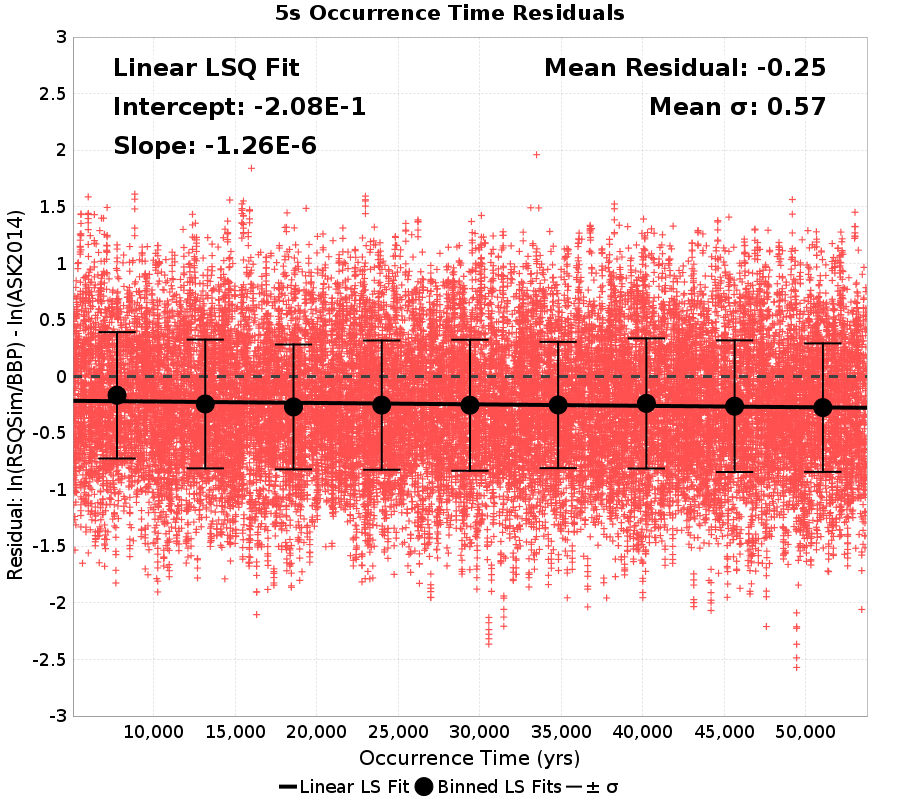 5s Occurrence Time Residuals
Linear LSQ Fit
Intercept: -2.08E-1
Slope: -1.26E-6
Mean Residual: -0.25
Mean σ: 0.57
Residual: ln(RSQSim/BBP) - ln(ASK2014)
3
2.5
2
1.5
1
0.5
0
-0.5
-1
-1.5
-2
-2.5
-3
10,000 15,000 20,000 25,000 30,000 35,000 40,000 45,000 50,000
Occurrence Time (yrs)
Linear LS Fit Binned LS Fits ± σ